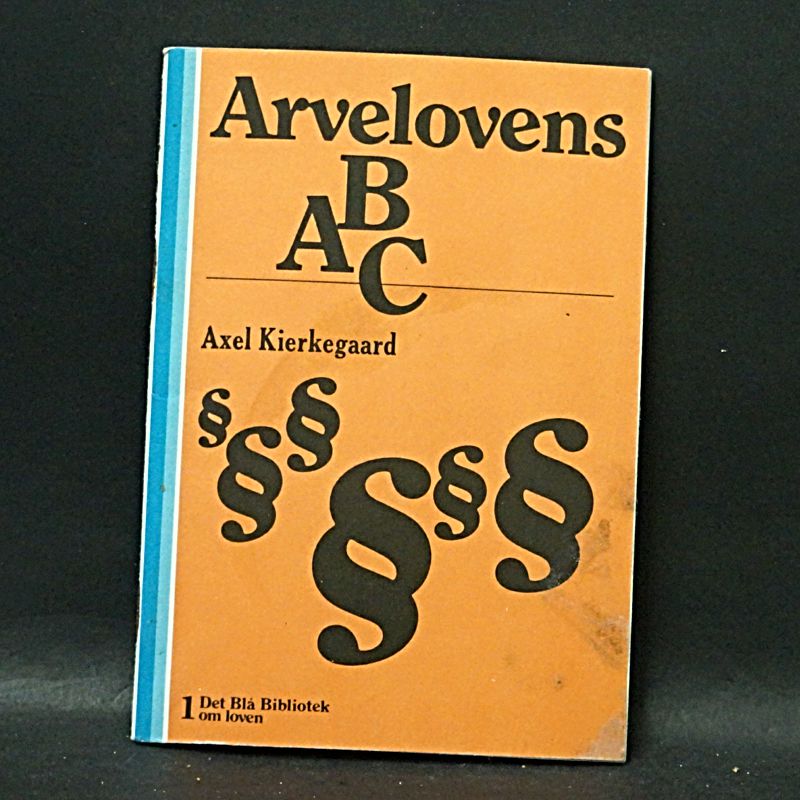 Arvelovens
ABC
Axel Kierkegaard
§ § § § § §
1 Det Blå Bibliotek
om loven